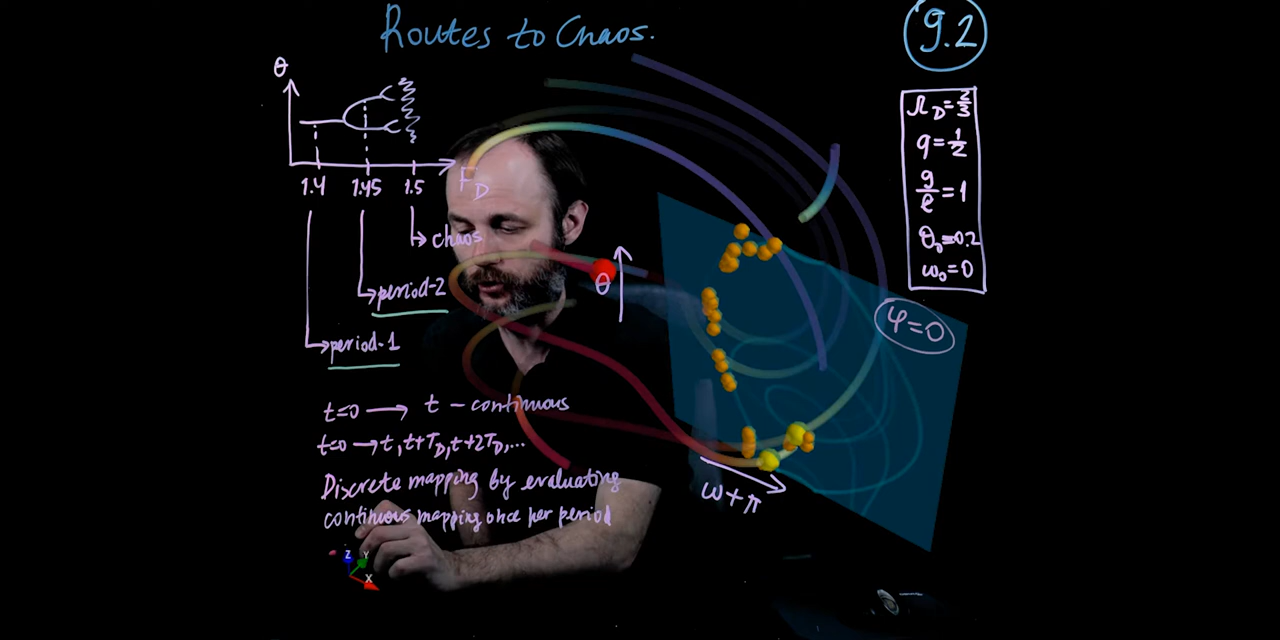 Routes to Chaos.
9.2
θ
1.4 1.45 1.5
F_D
chaos
period-2
period-1
Ω_D=2/3
q=1/2
g/ℓ=1
θ₀=0.2
ω₀=0
θ
φ=0
t=0 → t – continuous
t=0 → t, t+T_D, t+2T_D, ...
Discrete mapping by evaluating
continuous mapping once per period
ω+π
Z Y
X